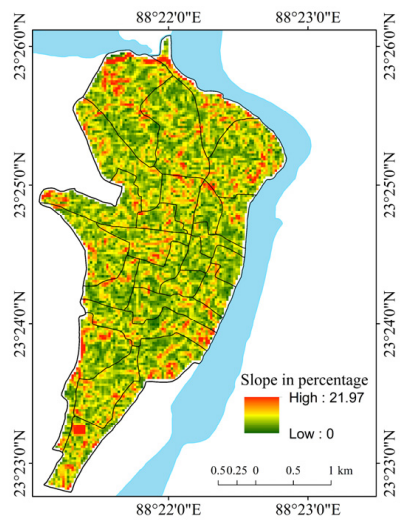 88°22'0"E 88°23'0"E
23°26'0"N 23°26'0"N
23°25'0"N 23°25'0"N
23°24'0"N 23°24'0"N
23°23'0"N 23°23'0"N
Slope in percentage
High : 21.97
Low : 0
0.50.25 0 0.5 1 km
88°22'0"E 88°23'0"E